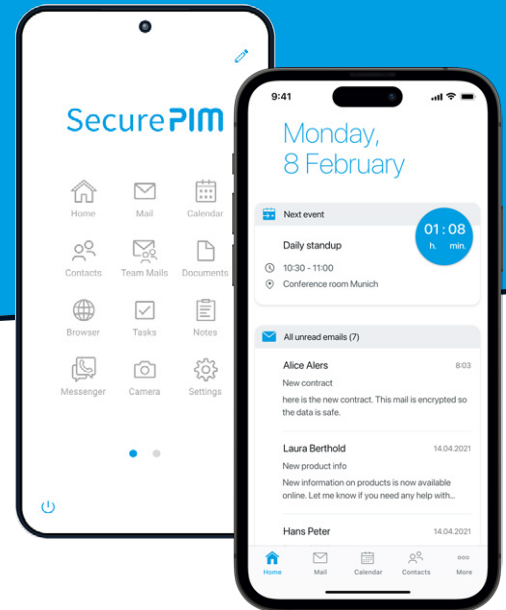 SecurePIM
Home
Mail
Calendar
Contacts
Team Mails
Documents
Browser
Tasks
Notes
Messenger
Camera
Settings
9:41
Monday,
8 February
Next event
01 : 08
h. min.
Daily standup
10:30 - 11:00
Conference room Munich
All unread emails (7)
Alice Alers 8:03
New contract
here is the new contract. This mail is encrypted so
the data is safe.
Laura Berthold 14.04.2021
New product info
New information on products is now available
online. Let me know if you need any help with...
Hans Peter 14.04.2021
Home
Mail
Calendar
Contacts
More